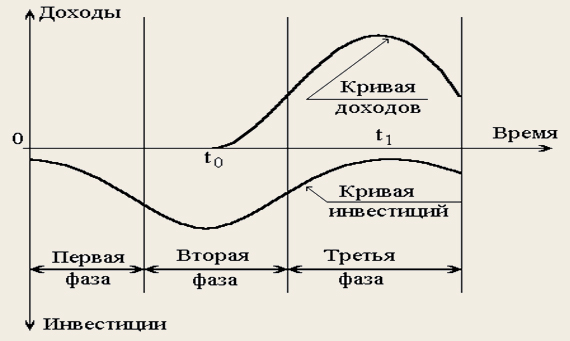 Доходы
Кривая
доходов
0
t0
t1
Время
Кривая
инвестиций
Первая
фаза
Вторая
фаза
Третья
фаза
Инвестиции